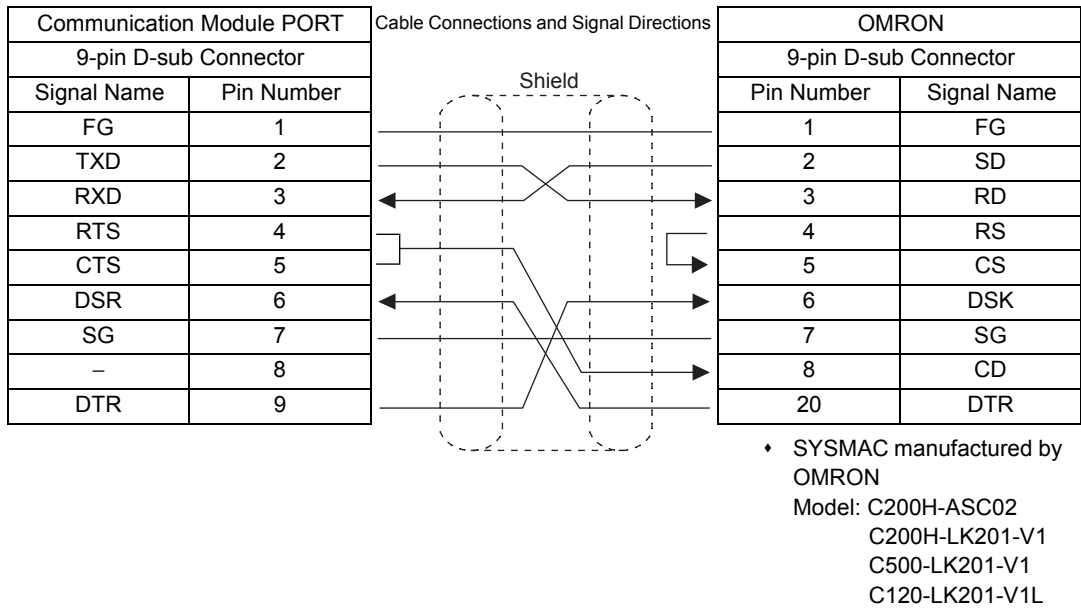 Communication Module PORT Cable Connections and Signal Directions OMRON
9-pin D-sub Connector 9-pin D-sub Connector
Signal Name Pin Number Shield Pin Number Signal Name
FG 1 1 FG
TXD 2 2 SD
RXD 3 3 RD
RTS 4 4 RS
CTS 5 5 CS
DSR 6 6 DSK
SG 7 7 SG
– 8 8 CD
DTR 9 20 DTR
♦ SYSMAC manufactured by
OMRON
Model: C200H-ASC02
C200H-LK201-V1
C500-LK201-V1
C120-LK201-V1L